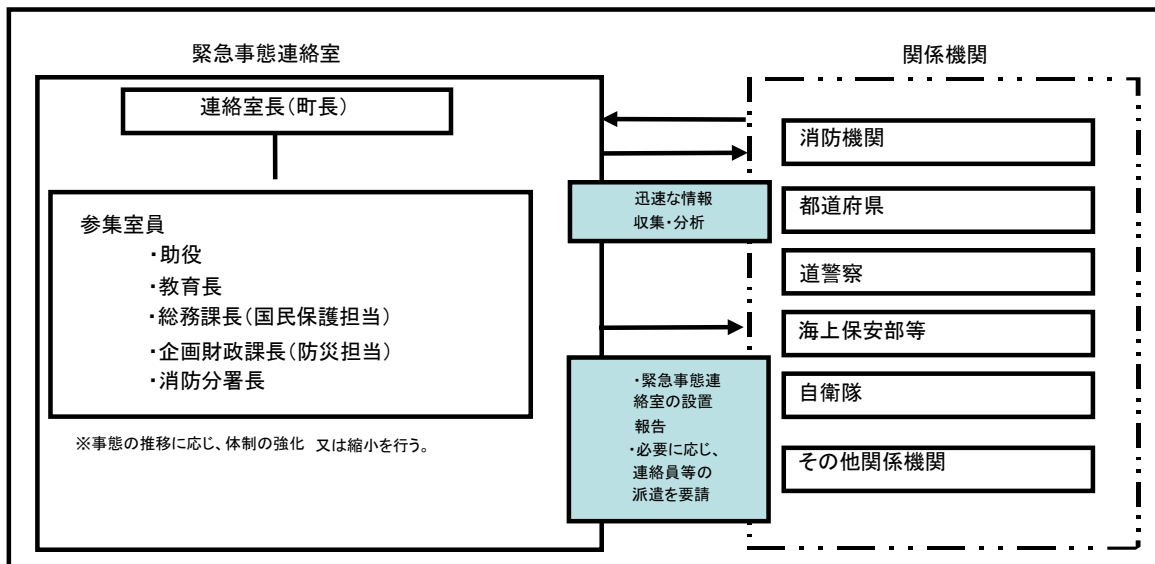 緊急事態連絡室
連絡室長(町長)
参集室員
・助役
・教育長
・総務課長(国民保護担当)
・企画財政課長(防災担当)
・消防分署長
※事態の推移に応じ、体制の強化 又は縮小を行う。
迅速な情報
収集・分析
・緊急事態連
絡室の設置
報告
・必要に応じ、
連絡員等の
派遣を要請
関係機関
消防機関
都道府県
道警察
海上保安部等
自衛隊
その他関係機関